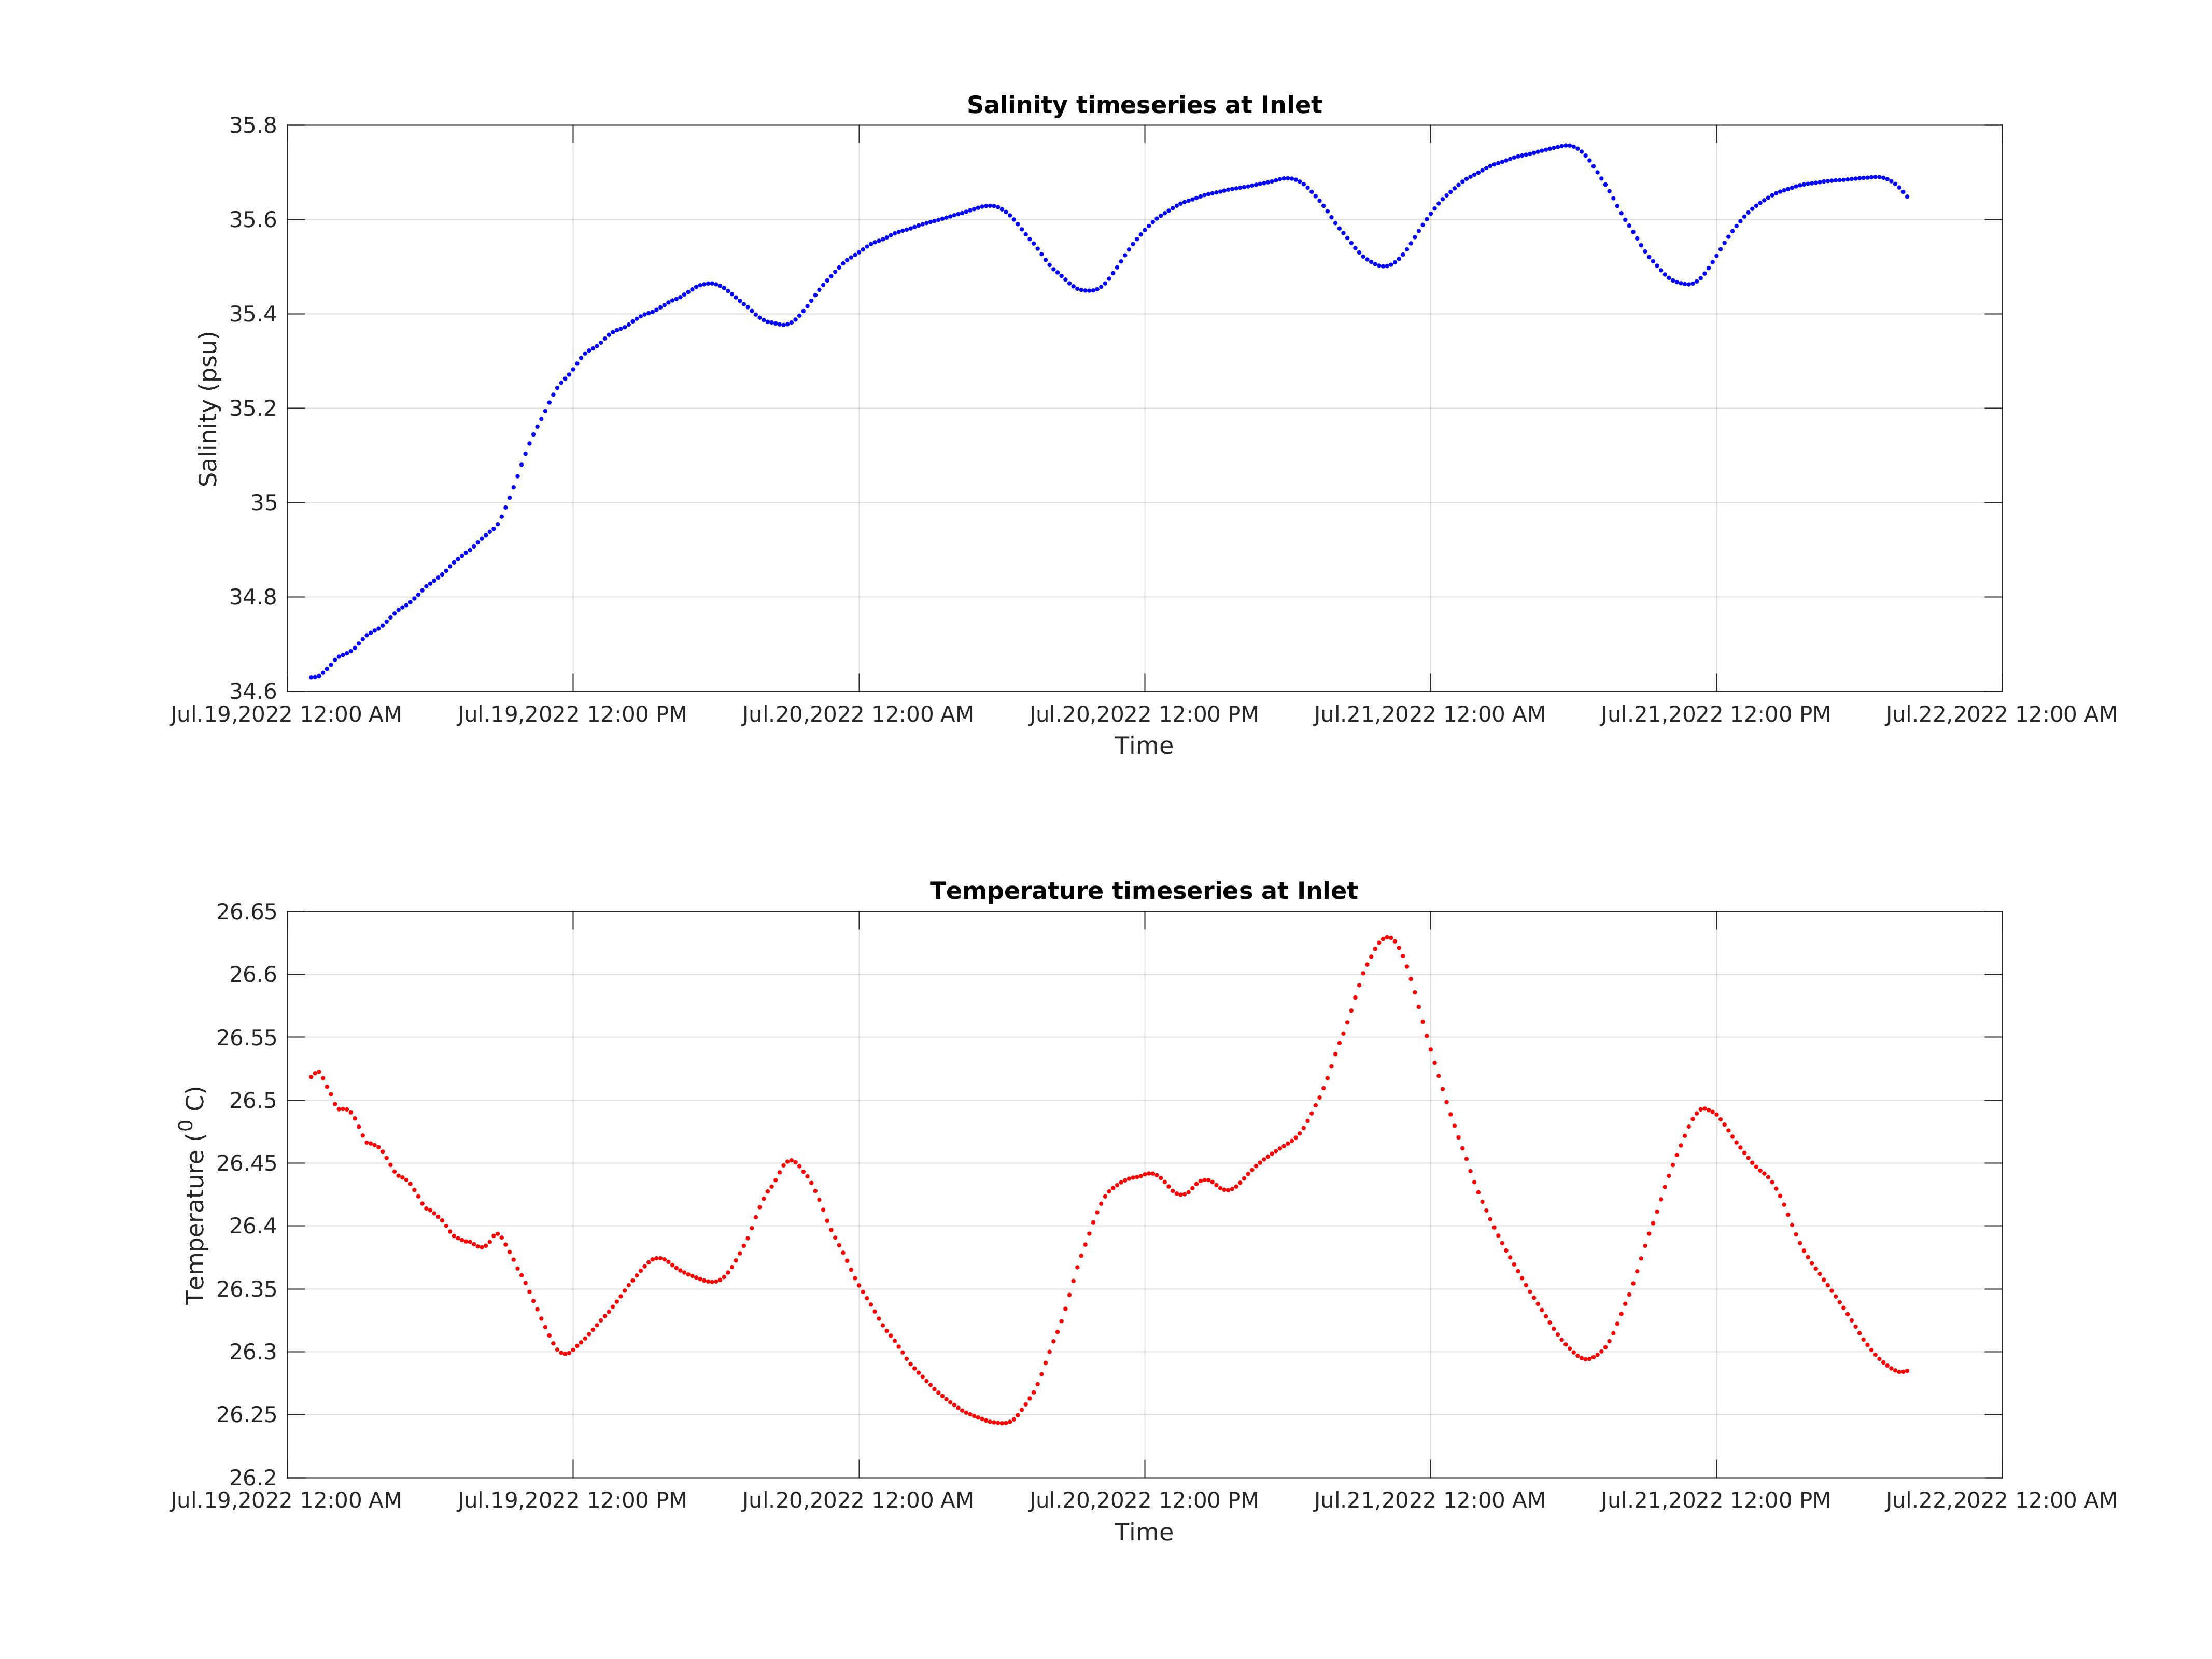 Salinity timeseries at Inlet
35.8
35.6
35.4
35.2
35
34.8
34.6
Salinity (psu)
Jul.19,2022 12:00 AM Jul.19,2022 12:00 PM Jul.20,2022 12:00 AM Jul.20,2022 12:00 PM Jul.21,2022 12:00 AM Jul.21,2022 12:00 PM Jul.22,2022 12:00 AM
Time
Temperature timeseries at Inlet
26.65
26.6
26.55
26.5
26.45
26.4
26.35
26.3
26.25
26.2
Temperature (⁰ C)
Jul.19,2022 12:00 AM Jul.19,2022 12:00 PM Jul.20,2022 12:00 AM Jul.20,2022 12:00 PM Jul.21,2022 12:00 AM Jul.21,2022 12:00 PM Jul.22,2022 12:00 AM
Time